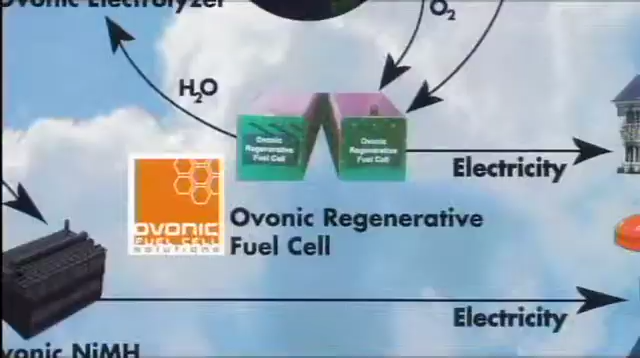 Ovonic Electrolyzer
O2
H2O
Ovonic
Regenerative
Fuel Cell
Ovonic
Regenerative
Fuel Cell
Electricity
OVONIC
FUEL CELL
solutions
Ovonic Regenerative
Fuel Cell
Electricity
vonic NiMH